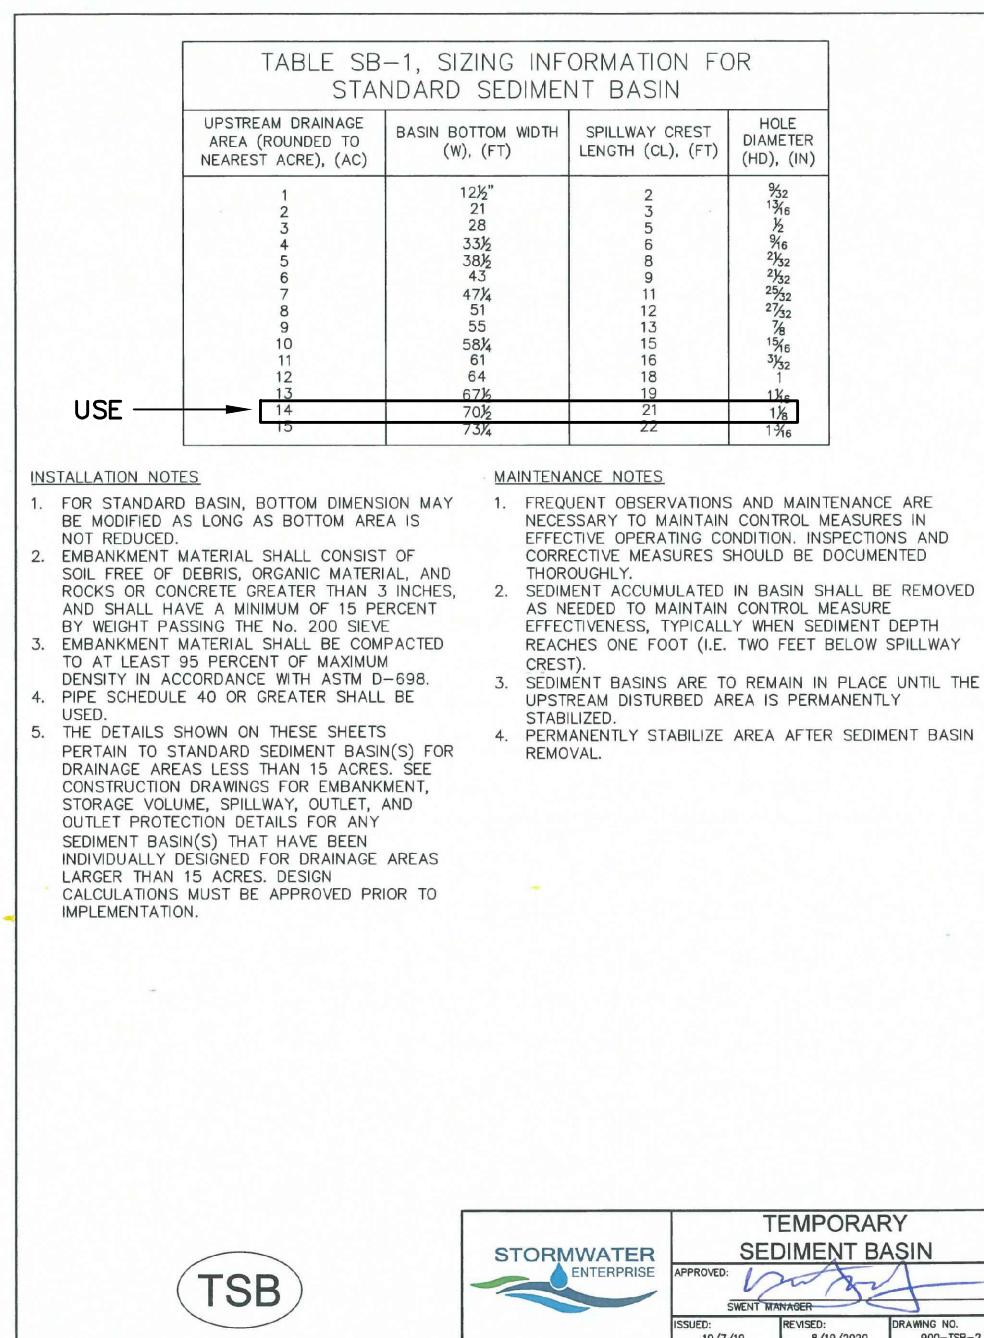 TABLE SB-1, SIZING INFORMATION FOR
STANDARD SEDIMENT BASIN
UPSTREAM DRAINAGE AREA (ROUNDED TO NEAREST ACRE), (AC) BASIN BOTTOM WIDTH (W), (FT) SPILLWAY CREST LENGTH (CL), (FT) HOLE DIAMETER (HD), (IN)
1 12½" 2 9/32
2 21 3 13/16
3 28 5 ½
4 33½ 6 9/16
5 38½ 8 21/32
6 43 9 21/32
7 47¼ 11 25/32
8 51 12 27/32
9 55 13 7/8
10 58¼ 15 15/16
11 61 16 31/32
12 64 18 1
13 67½ 19 1 1/16
USE 14 70½ 21 1 1/8
15 73¼ 22 1 3/16
INSTALLATION NOTES
1. FOR STANDARD BASIN, BOTTOM DIMENSION MAY
BE MODIFIED AS LONG AS BOTTOM AREA IS
NOT REDUCED.
2. EMBANKMENT MATERIAL SHALL CONSIST OF
SOIL FREE OF DEBRIS, ORGANIC MATERIAL, AND
ROCKS OR CONCRETE GREATER THAN 3 INCHES,
AND SHALL HAVE A MINIMUM OF 15 PERCENT
BY WEIGHT PASSING THE No. 200 SIEVE
3. EMBANKMENT MATERIAL SHALL BE COMPACTED
TO AT LEAST 95 PERCENT OF MAXIMUM
DENSITY IN ACCORDANCE WITH ASTM D-698.
4. PIPE SCHEDULE 40 OR GREATER SHALL BE
USED.
5. THE DETAILS SHOWN ON THESE SHEETS
PERTAIN TO STANDARD SEDIMENT BASIN(S) FOR
DRAINAGE AREAS LESS THAN 15 ACRES. SEE
CONSTRUCTION DRAWINGS FOR EMBANKMENT,
STORAGE VOLUME, SPILLWAY, OUTLET, AND
OUTLET PROTECTION DETAILS FOR ANY
SEDIMENT BASIN(S) THAT HAVE BEEN
INDIVIDUALLY DESIGNED FOR DRAINAGE AREAS
LARGER THAN 15 ACRES. DESIGN
CALCULATIONS MUST BE APPROVED PRIOR TO
IMPLEMENTATION.
MAINTENANCE NOTES
1. FREQUENT OBSERVATIONS AND MAINTENANCE ARE
NECESSARY TO MAINTAIN CONTROL MEASURES IN
EFFECTIVE OPERATING CONDITION. INSPECTIONS AND
CORRECTIVE MEASURES SHOULD BE DOCUMENTED
THOROUGHLY.
2. SEDIMENT ACCUMULATED IN BASIN SHALL BE REMOVED
AS NEEDED TO MAINTAIN CONTROL MEASURE
EFFECTIVENESS, TYPICALLY WHEN SEDIMENT DEPTH
REACHES ONE FOOT (I.E. TWO FEET BELOW SPILLWAY
CREST).
3. SEDIMENT BASINS ARE TO REMAIN IN PLACE UNTIL THE
UPSTREAM DISTURBED AREA IS PERMANENTLY
STABILIZED.
4. PERMANENTLY STABILIZE AREA AFTER SEDIMENT BASIN
REMOVAL.
TSB
STORMWATER
ENTERPRISE
TEMPORARY
SEDIMENT BASIN
APPROVED:
SWENT MANAGER
ISSUED: REVISED: DRAWING NO.
10/7/19 8/19/2020 900-TSB-2